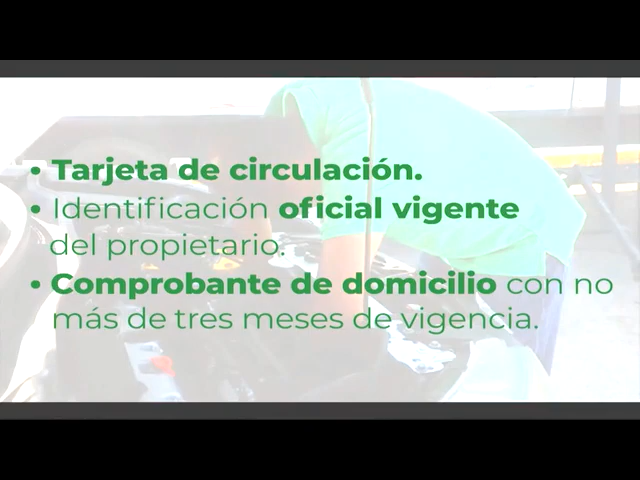 • Tarjeta de circulación.
• Identificación oficial vigente
del propietario.
• Comprobante de domicilio con no
más de tres meses de vigencia.